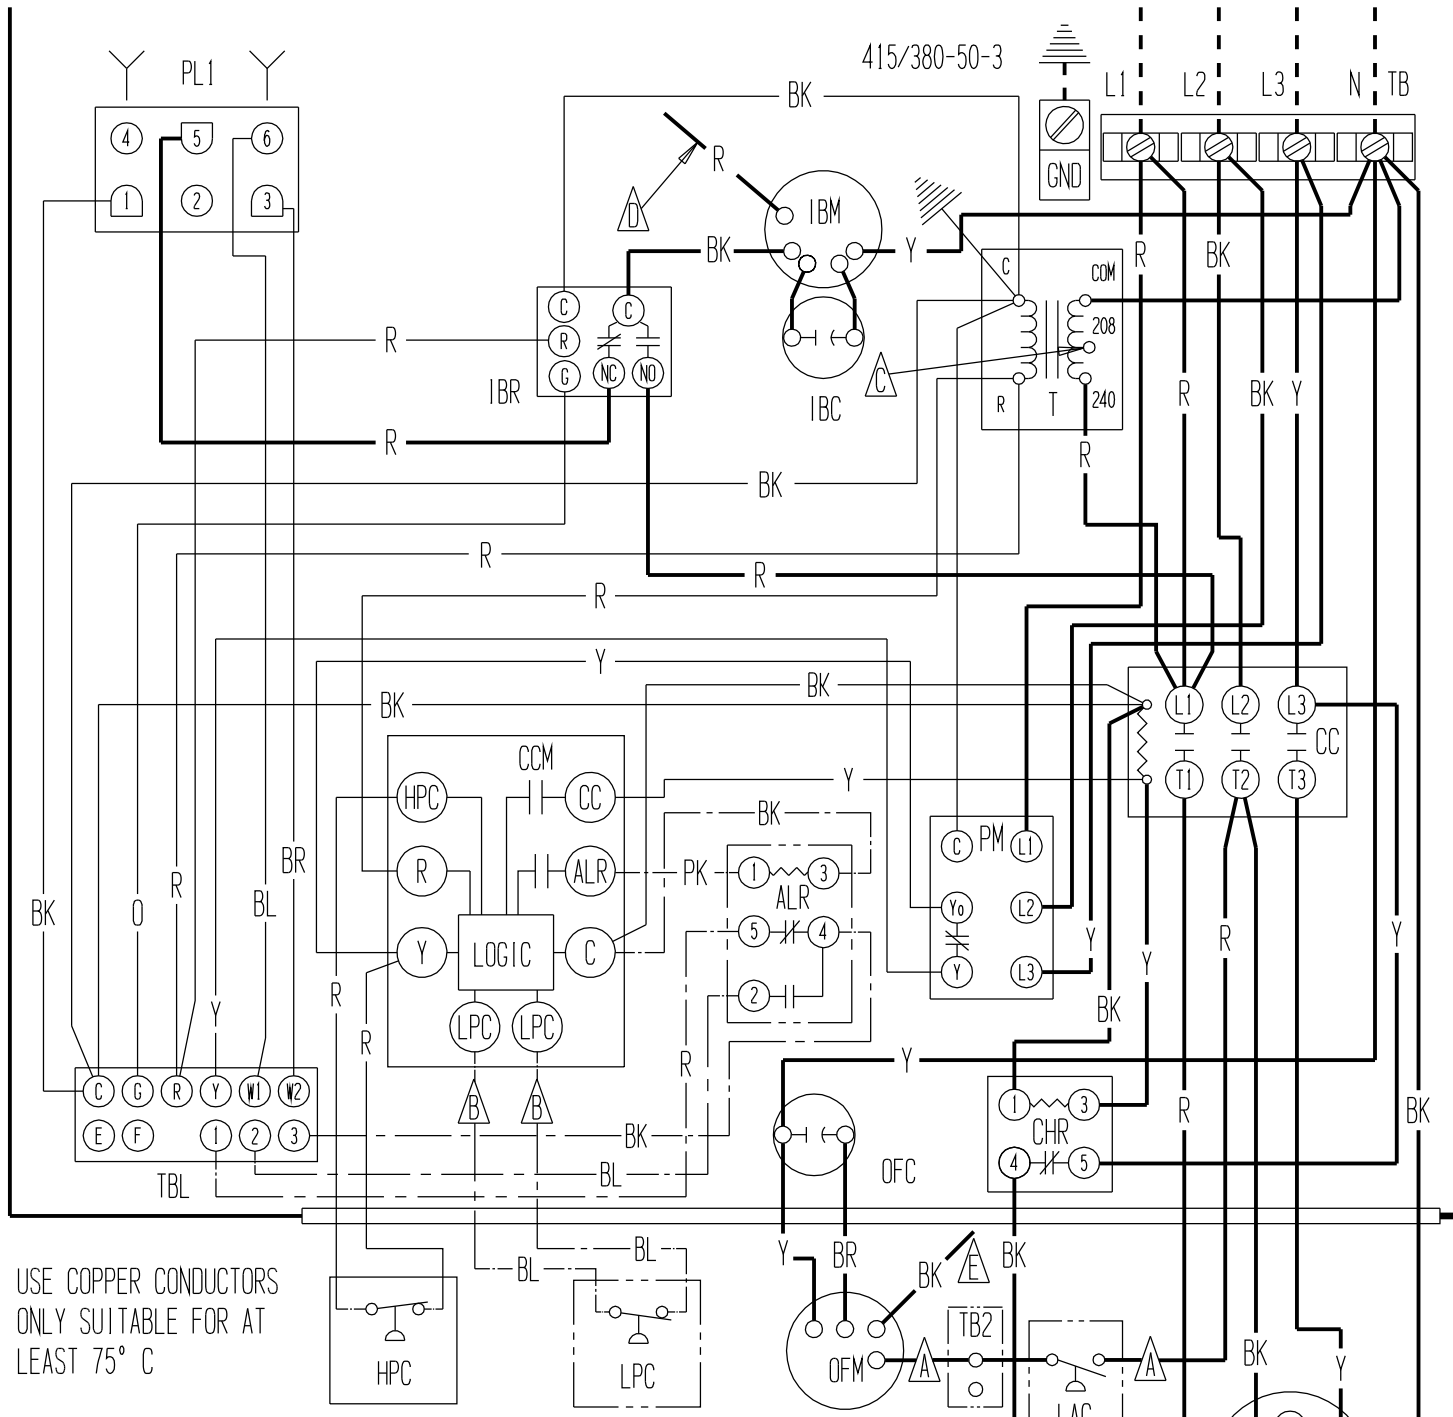 415/380-50-3
PL1
L1 L2 L3 N TB
4 5 6
BK
R
GND
1 2 3
D
IBM
BK Y
R BK
C
COM
208
C C
R R
G NC NO
IBR
IBC
C
R T 240
R BK Y
R
R
BK
R
R
R
Y
BK
BK
L1 L2 L3
CC
T1 T2 T3
CCM
HPC CC
Y
BK
R ALR
PK
1 3
ALR
C PM L1
5 4
Yo L2
Y LOGIC C
2
Y L3
LPC LPC
BK O R BL BR
Y
R
R
R
Y
Y
R
Y
BK
Y
C G R Y W1 W2
E F 1 2 3
TBL
B B
BK
BL
1 3
CHR
4 5
R
BK
OFC
USE COPPER CONDUCTORS
ONLY SUITABLE FOR AT
LEAST 75° C
BL
BL
Y BR
BK
E
BK
HPC
LPC
OFM
A
TB2
A
LAC
BK
Y